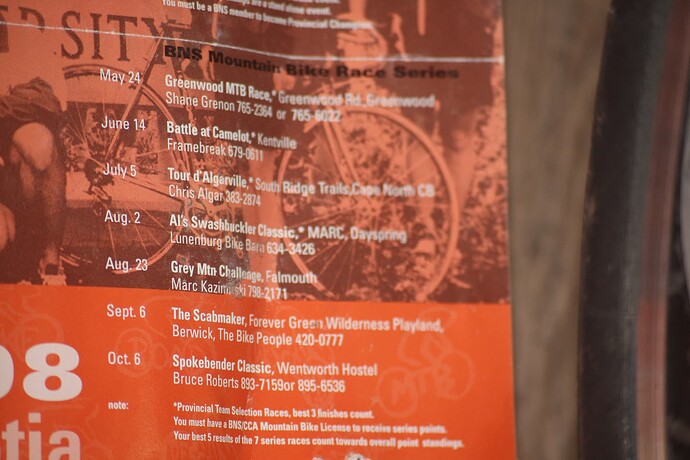 You must be a BNS member to become Provincial Champion
ERSITY
BNS Mountain Bike Race Series
May 24 Greenwood MTB Race,* Greenwood Rd, Greenwood
Shane Grenon 765-2364 or 765-6022
June 14 Battle at Camelot,* Kentville
Framebreak 679-0611
July 5 Tour d'Algarville,* South Ridge Trails, Cape North CB
Chris Algar 383-2874
Aug. 2 Al's Swashbuckler Classic,* MARC, Dayspring
Lunenburg Bike Barn 634-3426
Aug. 23 Grey Mtn Challenge, Falmouth
Marc 798-2171
Sept. 6 The Scabmaker, Forever Green Wilderness Playland,
Berwick, The Bike People 420-0777
Oct. 6 Spokebender Classic, Wentworth Hostel
Bruce Roberts 893-7159or 895-6536
98
tia
note: *Provincial Team Selection Races, best 3 finishes count.
You must have a BNS/CCA Mountain Bike License to receive series points.
Your best 5 results of the 7 series races count towards overall point standings.